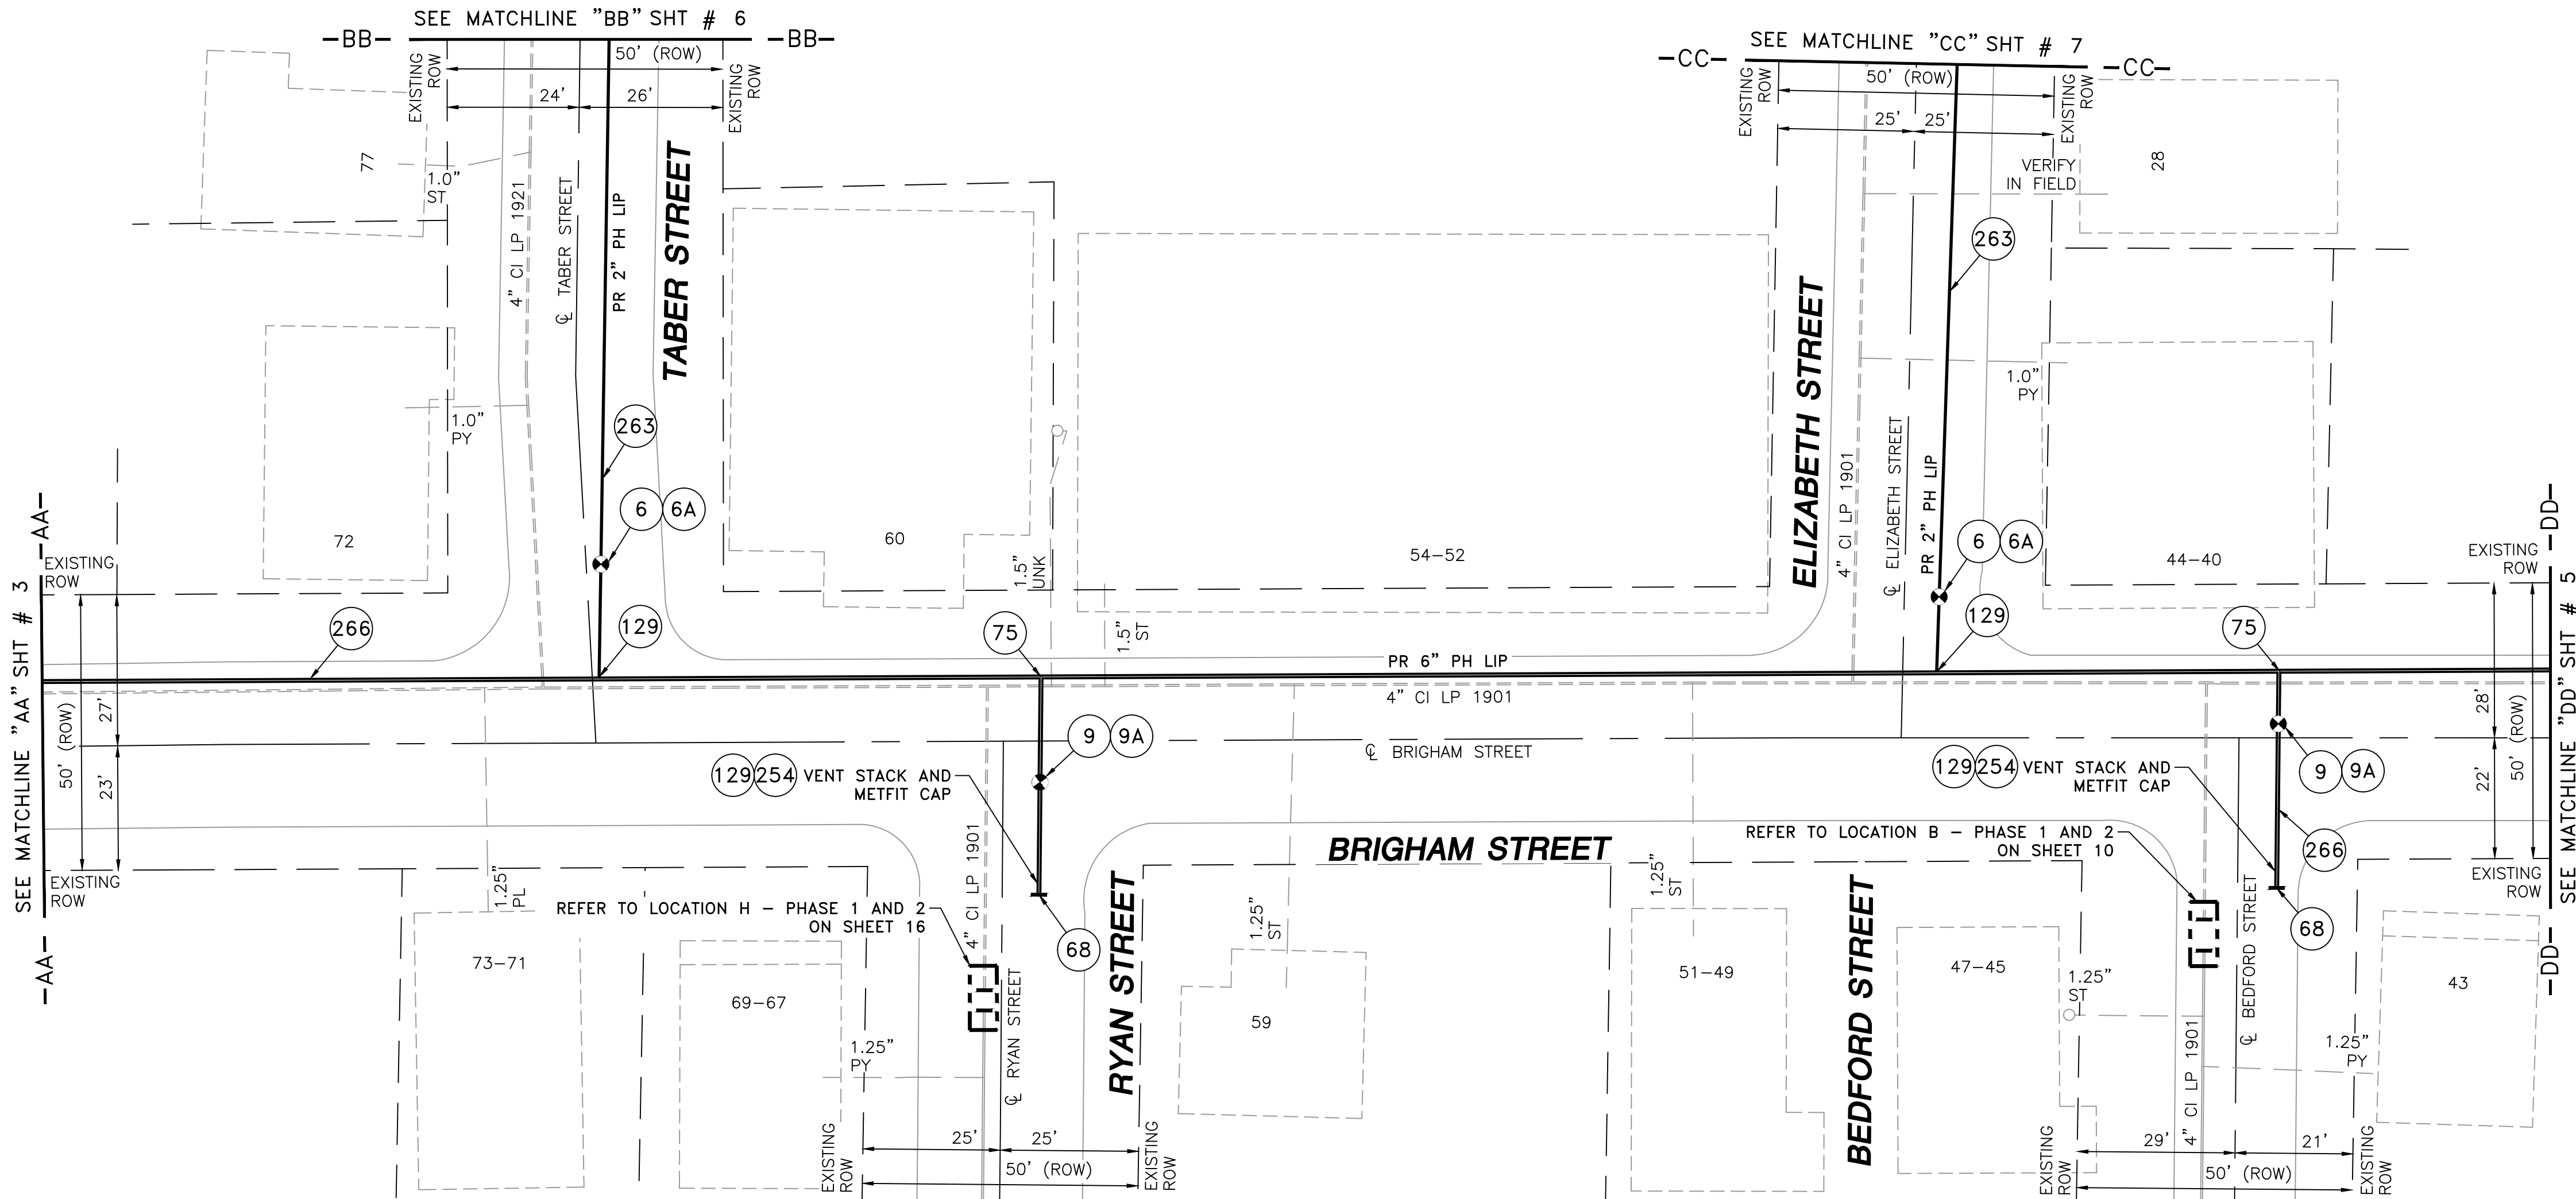 SEE MATCHLINE "BB" SHT # 6
-BB-
-BB-
50' (ROW)
EXISTING
ROW
EXISTING
ROW
24'
26'
SEE MATCHLINE "CC" SHT # 7
-CC-
-CC-
50' (ROW)
EXISTING
ROW
EXISTING
ROW
25'
25'
77
1.0"
ST
4" CI LP 1921
℄ TABER STREET
PR 2" PH LIP
TABER STREET
VERIFY
IN FIELD
28
263
1.0"
PY
72
263
6
6A
60
1.5"
UNK
54-52
ELIZABETH STREET
4" CI LP 1901
℄ ELIZABETH STREET
PR 2" PH LIP
1.0"
PY
6
6A
44-40
-AA-
EXISTING
ROW
SEE MATCHLINE "AA" SHT # 3
266
129
75
1.5"
ST
PR 6" PH LIP
129
75
EXISTING
ROW
-DD-
SEE MATCHLINE "DD" SHT # 5
50' (ROW)
27'
23'
4" CI LP 1901
℄ BRIGHAM STREET
28'
22'
50' (ROW)
9
9A
129
254
VENT STACK AND
METFIT CAP
129
254
VENT STACK AND
METFIT CAP
9
9A
266
BRIGHAM STREET
REFER TO LOCATION B - PHASE 1 AND 2
ON SHEET 10
EXISTING
ROW
EXISTING
ROW
1.25"
PL
REFER TO LOCATION H - PHASE 1 AND 2
ON SHEET 16
4" CI LP 1901
68
RYAN STREET
1.25"
ST
1.25"
ST
BEDFORD STREET
℄ BEDFORD STREET
68
-AA-
-DD-
73-71
69-67
℄ RYAN STREET
59
51-49
47-45
1.25"
ST
43
1.25"
PY
4" CI LP 1901
1.25"
PY
EXISTING
ROW
25'
25'
50' (ROW)
EXISTING
ROW
EXISTING
ROW
29'
21'
50' (ROW)
EXISTING
ROW